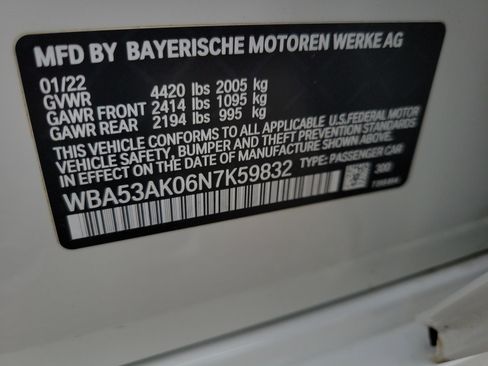 MFD BY BAYERISCHE MOTOREN WERKE AG
01/22
GVWR 4420 lbs 2005 kg
GAWR FRONT 2414 lbs 1095 kg
GAWR REAR 2194 lbs 995 kg
THIS VEHICLE CONFORMS TO ALL APPLICABLE U.S. FEDERAL MOTOR
VEHICLE SAFETY, BUMPER, AND THEFT PREVENTION STANDARDS
IN EFFECT ON THE DATE OF MANUFACTURE SHOWN ABOVE.
WBA53AK06N7K59832 TYPE: PASSENGER CAR
300